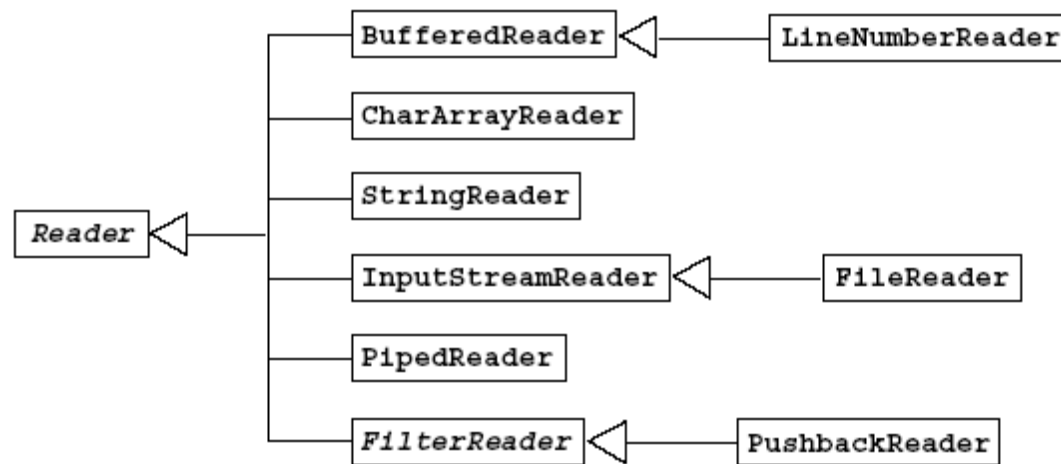 BufferedReader
LineNumberReader
CharArrayReader
StringReader
Reader
InputStreamReader
FileReader
PipedReader
FilterReader
PushbackReader